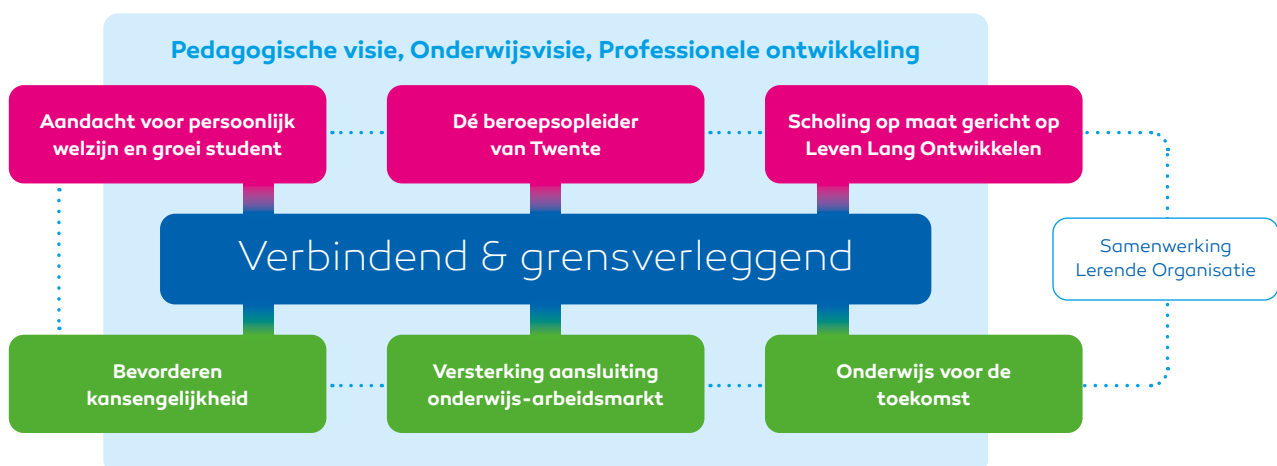 Pedagogische visie, Onderwijsvisie, Professionele ontwikkeling
Aandacht voor persoonlijk
welzijn en groei student
Dé beroepsopleider
van Twente
Scholing op maat gericht op
Leven Lang Ontwikkelen
Verbindend & grensverleggend
Samenwerking
Lerende Organisatie
Bevorderen
kansengelijkheid
Versterking aansluiting
onderwijs-arbeidsmarkt
Onderwijs voor de
toekomst